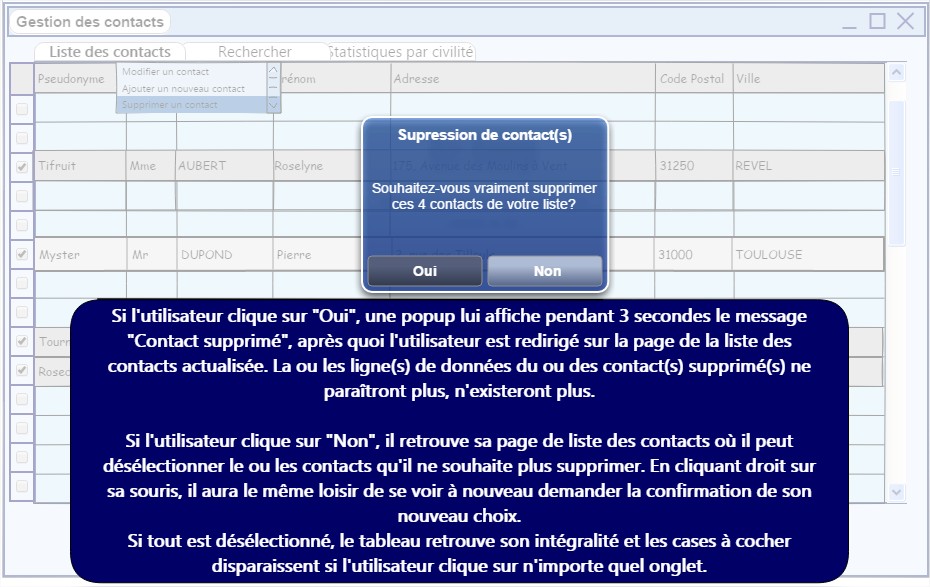 Gestion des contacts
Liste des contacts Rechercher Statistiques par civilité
Pseudonyme Prénom Adresse Code Postal Ville
Modifier un contact
Ajouter un nouveau contact
Supprimer un contact
Supression de contact(s)
Tifruit Mme AUBERT Roselyne 175, Avenue des Moulins à Vent 31250 REVEL
Souhaitez-vous vraiment supprimer
ces 4 contacts de votre liste?
Myster Mr DUPOND Pierre 31000 TOULOUSE
Oui Non
Si l'utilisateur clique sur "Oui", une popup lui affiche pendant 3 secondes le message
"Contact supprimé", après quoi l'utilisateur est redirigé sur la page de la liste des
contacts actualisée. La ou les ligne(s) de données du ou des contact(s) supprimé(s) ne
paraîtront plus, n'existeront plus.
Si l'utilisateur clique sur "Non", il retrouve sa page de liste des contacts où il peut
désélectionner le ou les contacts qu'il ne souhaite plus supprimer. En cliquant droit sur
sa souris, il aura le même loisir de se voir à nouveau demander la confirmation de son
nouveau choix.
Si tout est désélectionné, le tableau retrouve son intégralité et les cases à cocher
disparaissent si l'utilisateur clique sur n'importe quel onglet.